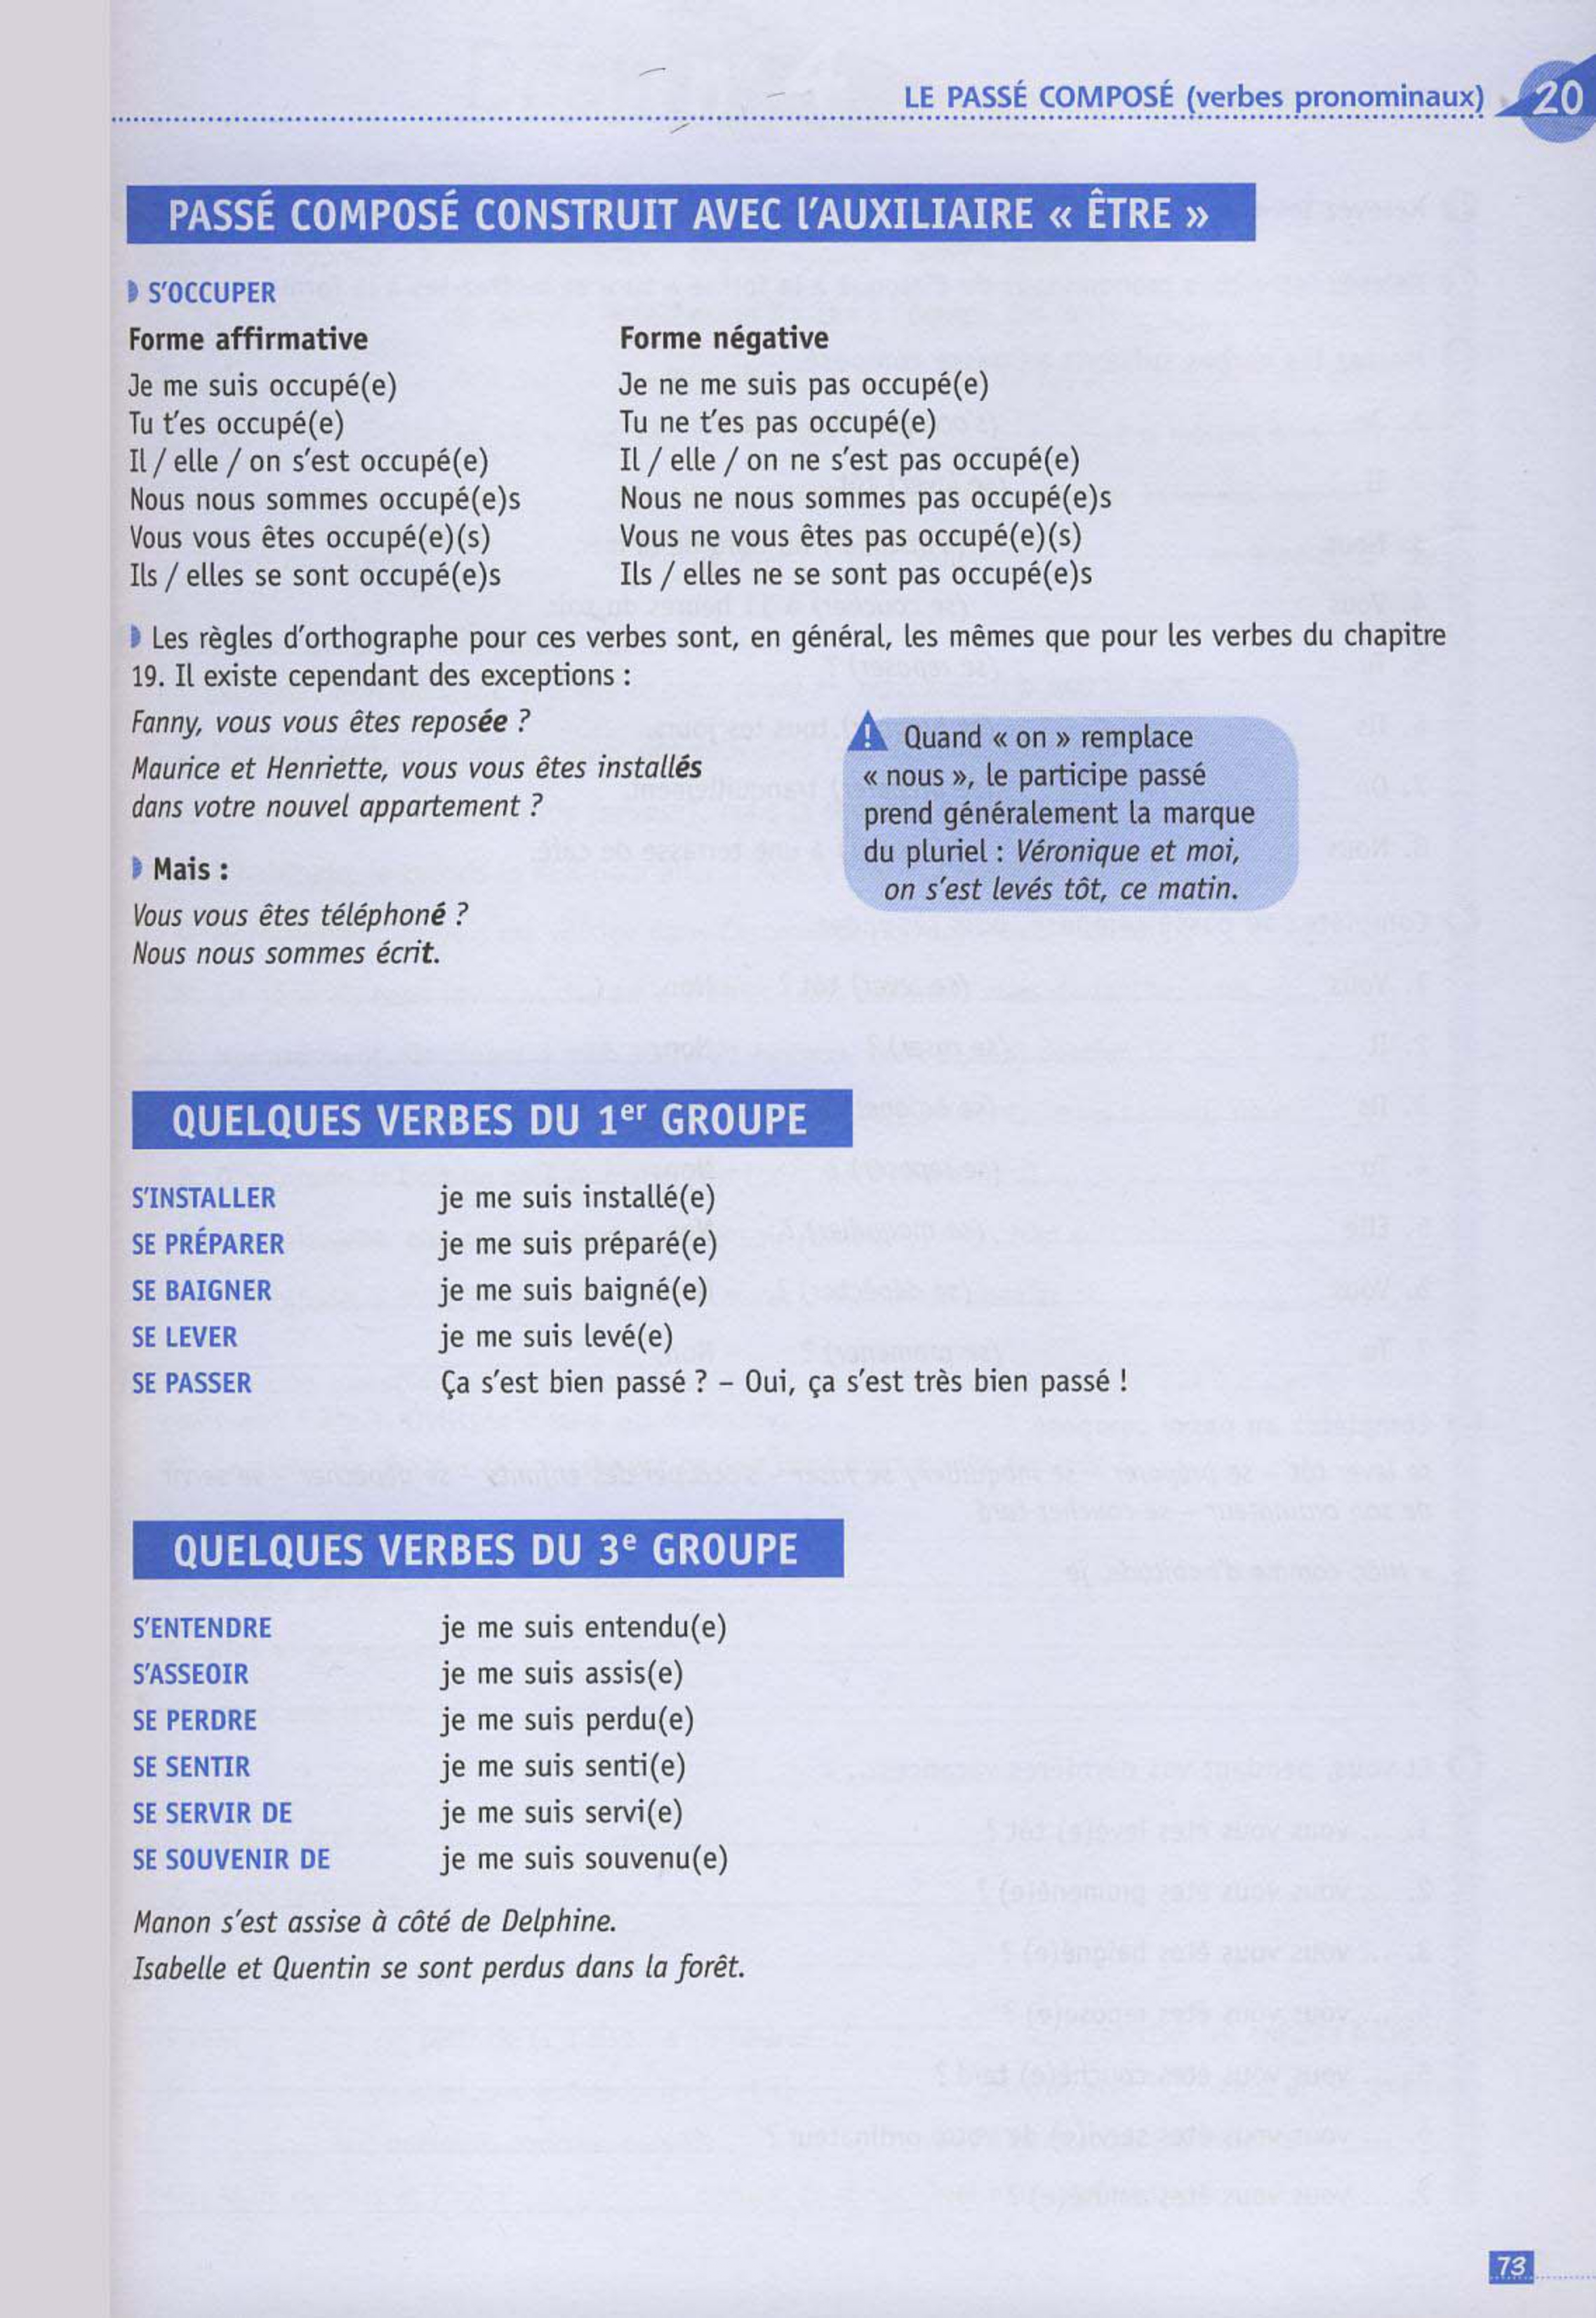 LE PASSÉ COMPOSÉ (verbes pronominaux) 20
PASSÉ COMPOSÉ CONSTRUIT AVEC L'AUXILIAIRE « ÊTRE »
S'OCCUPER
Forme affirmative
Je me suis occupé(e)
Tu t'es occupé(e)
Il / elle / on s'est occupé(e)
Nous nous sommes occupé(e)s
Vous vous êtes occupé(e)(s)
Ils / elles se sont occupé(e)s
Forme négative
Je ne me suis pas occupé(e)
Tu ne t'es pas occupé(e)
Il / elle / on ne s'est pas occupé(e)
Nous ne nous sommes pas occupé(e)s
Vous ne vous êtes pas occupé(e)(s)
Ils / elles ne se sont pas occupé(e)s
Les règles d'orthographe pour ces verbes sont, en général, les mêmes que pour les verbes du chapitre
19. Il existe cependant des exceptions :
Fanny, vous vous êtes reposée ?
Maurice et Henriette, vous vous êtes installés
dans votre nouvel appartement ?
Mais :
Vous vous êtes téléphoné ?
Nous nous sommes écrit.
! Quand « on » remplace
« nous », le participe passé
prend généralement la marque
du pluriel : Véronique et moi,
on s'est levés tôt, ce matin.
QUELQUES VERBES DU 1er GROUPE
S'INSTALLER je me suis installé(e)
SE PRÉPARER je me suis préparé(e)
SE BAIGNER je me suis baigné(e)
SE LEVER je me suis levé(e)
SE PASSER Ça s'est bien passé ? – Oui, ça s'est très bien passé !
QUELQUES VERBES DU 3e GROUPE
S'ENTENDRE je me suis entendu(e)
S'ASSEOIR je me suis assis(e)
SE PERDRE je me suis perdu(e)
SE SENTIR je me suis senti(e)
SE SERVIR DE je me suis servi(e)
SE SOUVENIR DE je me suis souvenu(e)
Manon s'est assise à côté de Delphine.
Isabelle et Quentin se sont perdus dans la forêt.
73